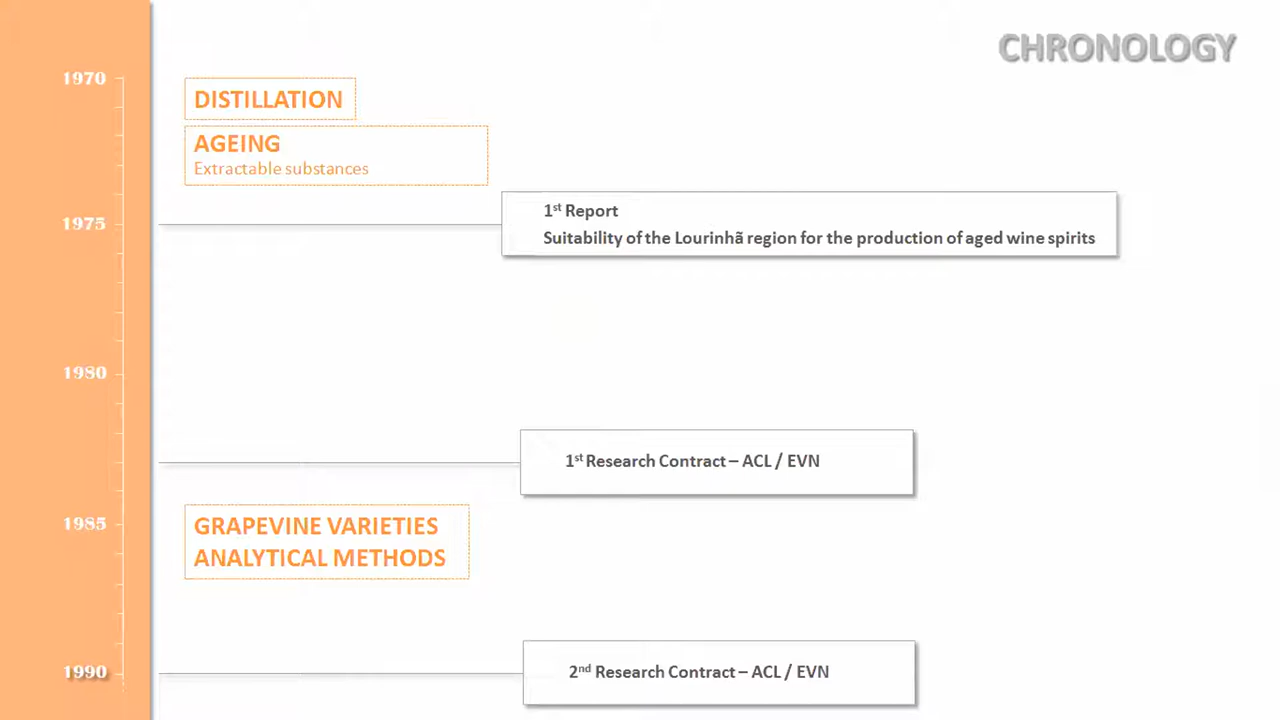 CHRONOLOGY
1970
DISTILLATION
AGEING
Extractable substances
1975
1st Report
Suitability of the Lourinhã region for the production of aged wine spirits
1980
1st Research Contract – ACL / EVN
1985
GRAPEVINE VARIETIES
ANALYTICAL METHODS
1990
2nd Research Contract – ACL / EVN